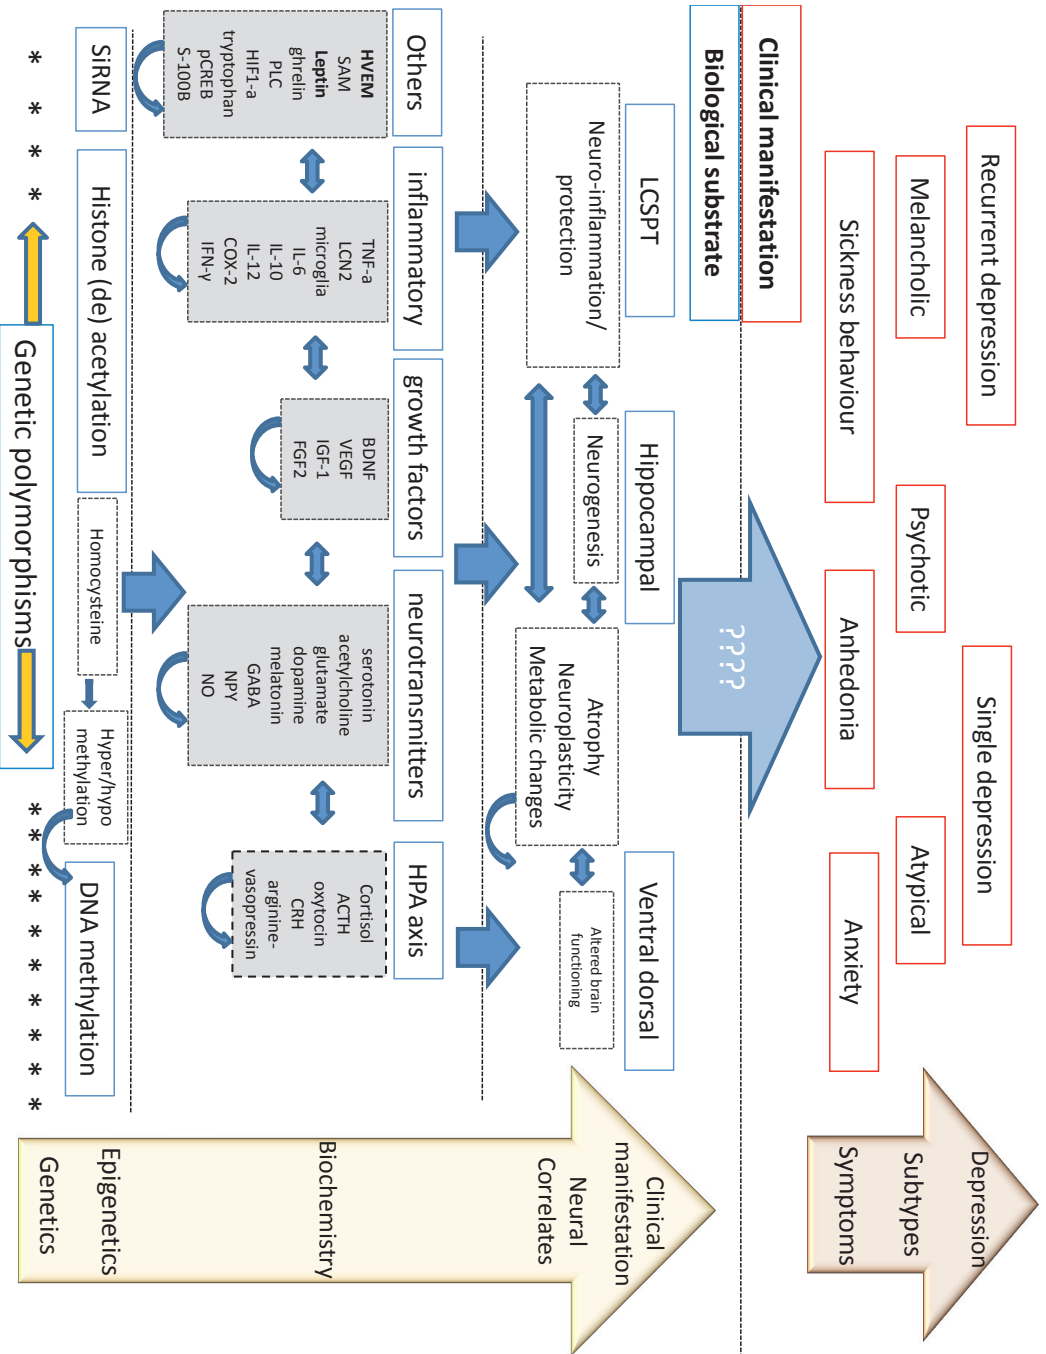 Recurrent depression
Single depression
Depression
Melancholic
Psychotic
Atypical
Subtypes
Sickness behaviour
Anhedonia
Anxiety
Symptoms
Clinical manifestation
Biological substrate
????
LCSPT
Hippocampal
Ventral dorsal
Clinical
manifestation
Neuro-inflammation/
protection
Neurogenesis
Atrophy
Neuroplasticity
Metabolic changes
Altered brain
functioning
Neural
Correlates
Others
inflammatory
growth factors
neurotransmitters
HPA axis
HVEM
SAM
Leptin
ghrelin
PLC
HIF1-a
tryptophan
pCREB
S-100B
TNF-a
LCN2
microglia
IL-6
IL-10
IL-12
COX-2
IFN-γ
BDNF
VEGF
IGF-1
FGF2
serotonin
acetylcholine
glutamate
dopamine
melatonin
GABA
NPY
NO
Cortisol
ACTH
oxytocin
CRH
arginine-
vasopressin
Biochemistry
SiRNA
Histone (de) acetylation
Homocysteine
Hyper/hypo
methylation
DNA methylation
Epigenetics
* * * *
Genetic polymorphisms
* * * * * * * * * * *
Genetics